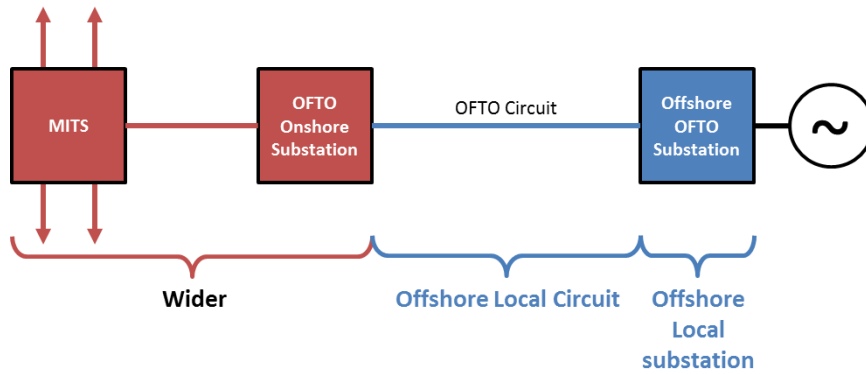 MITS
OFTO
Onshore
Substation
OFTO Circuit
Offshore
OFTO
Substation
~
Wider
Offshore Local Circuit
Offshore
Local
substation